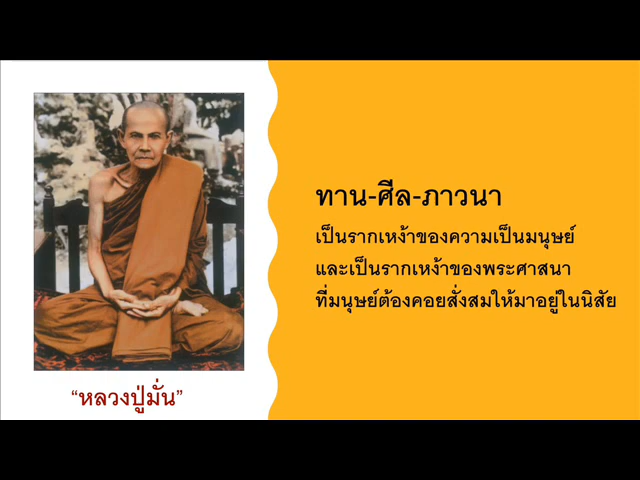 ทาน-ศีล-ภาวนา
เป็นรากเหง้าของความเป็นมนุษย์
และเป็นรากเหง้าของพระศาสนา
ที่มนุษย์ต้องคอยสั่งสมให้มาอยู่ในนิสัย
“หลวงปู่มั่น”